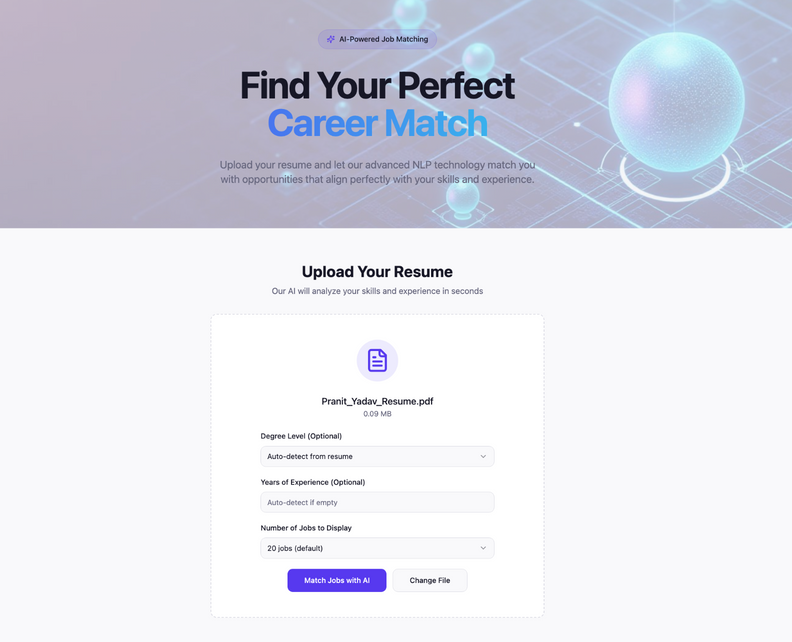 AI-Powered Job Matching
Find Your Perfect
Career Match
Upload your resume and let our advanced NLP technology match you
with opportunities that align perfectly with your skills and experience.
Upload Your Resume
Our AI will analyze your skills and experience in seconds
Pranit_Yadav_Resume.pdf
0.09 MB
Degree Level (Optional)
Auto-detect from resume
Years of Experience (Optional)
Auto-detect if empty
Number of Jobs to Display
20 jobs (default)
Match Jobs with AI
Change File